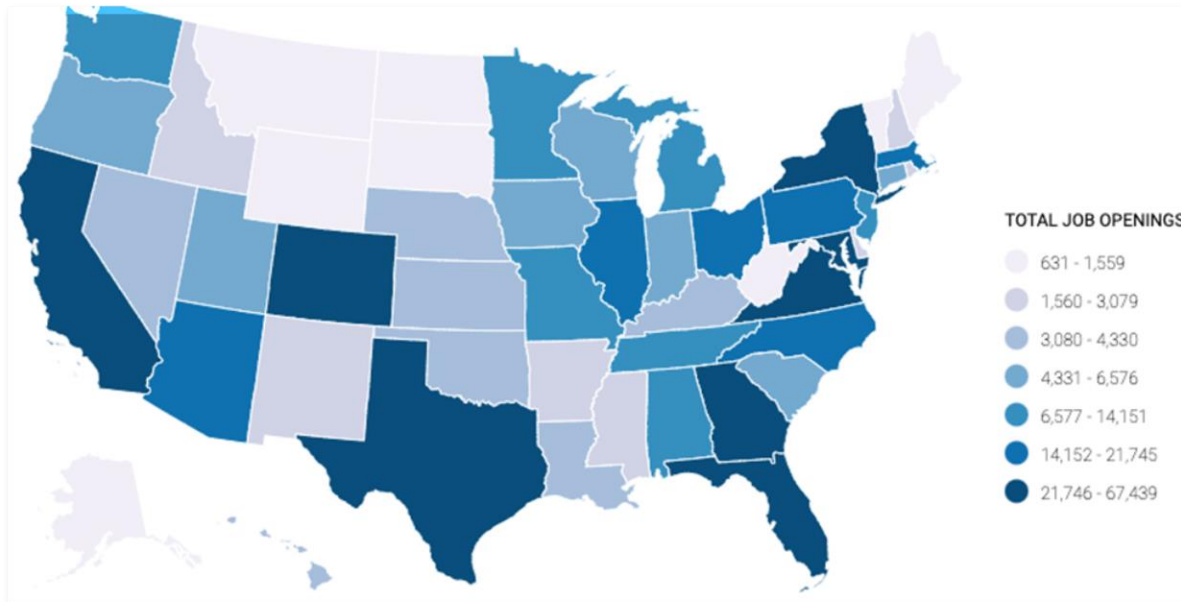 TOTAL JOB OPENINGS
631 - 1,559
1,560 - 3,079
3,080 - 4,330
4,331 - 6,576
6,577 - 14,151
14,152 - 21,745
21,746 - 67,439